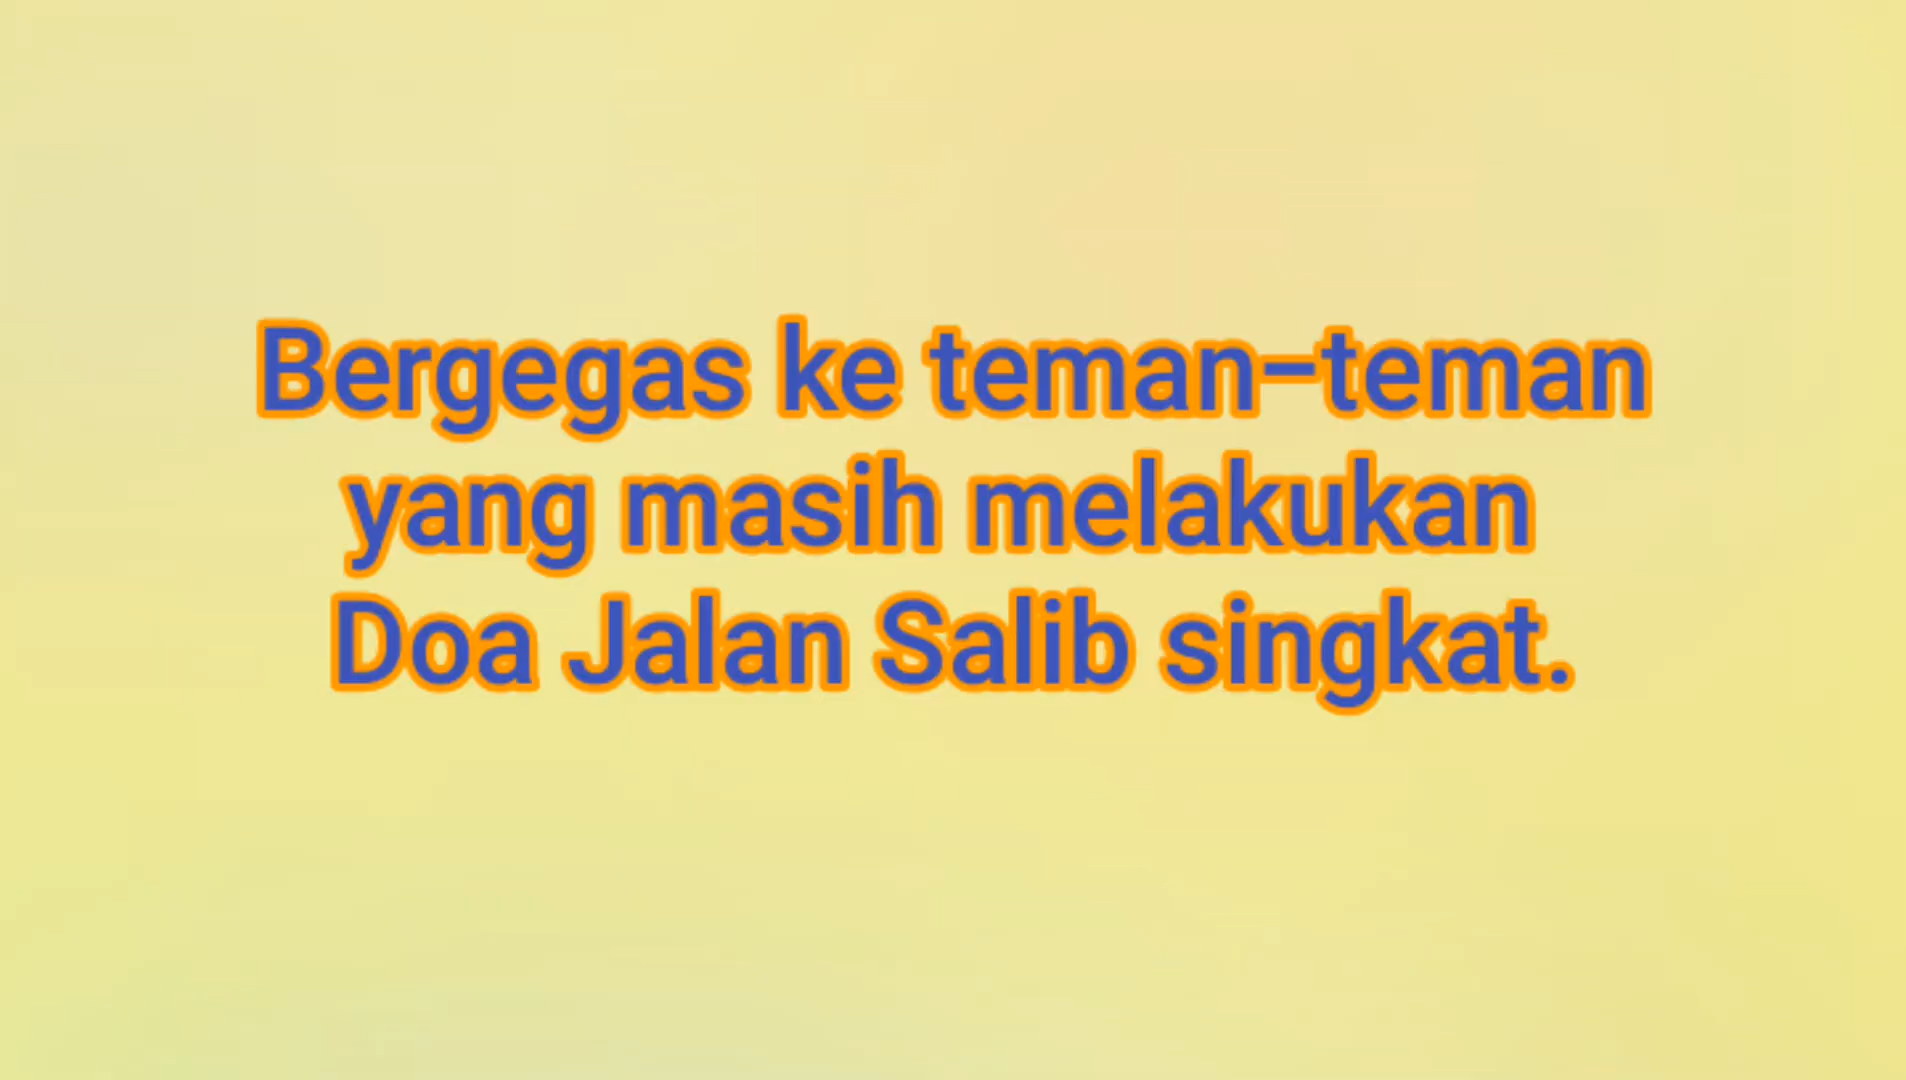 Bergegas ke teman-teman
yang masih melakukan
Doa Jalan Salib singkat.